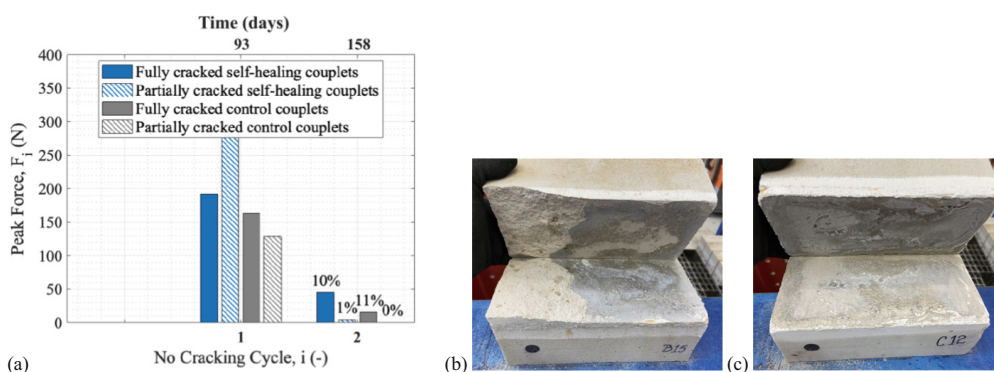 Time (days)
93 158
400
350
300
250
200
150
100
50
0
Peak Force, F_i (N)
Fully cracked self-healing couplets
Partially cracked self-healing couplets
Fully cracked control couplets
Partially cracked control couplets
10%
1%
11%
0%
1 2
No Cracking Cycle, i (-)
(a)
(b)
B15
(c)
C12